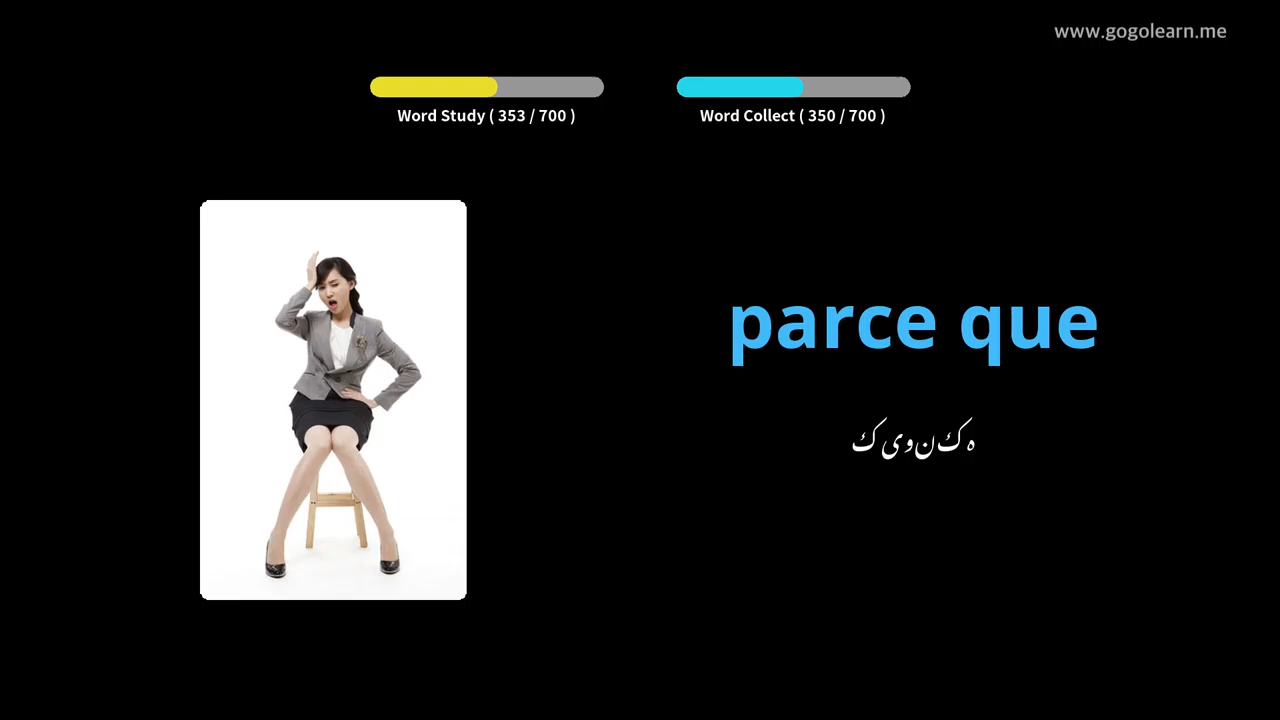 www.gogolearn.me
Word Study ( 353 / 700 )
Word Collect ( 350 / 700 )
parce que
کیونکہ